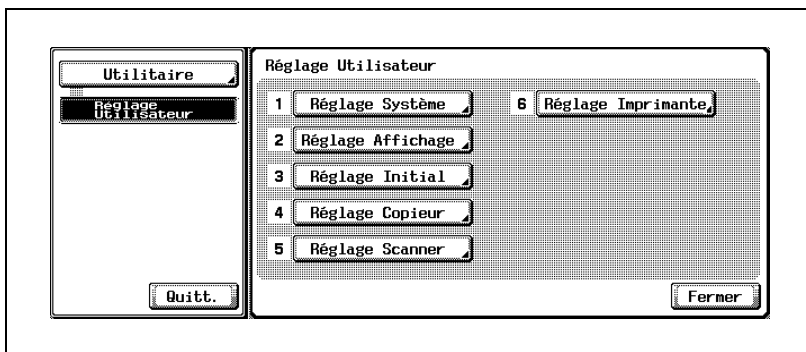 Utilitaire
Réglage
Utilisateur
Quitt.
Réglage Utilisateur
1 Réglage Système
2 Réglage Affichage
3 Réglage Initial
4 Réglage Copieur
5 Réglage Scanner
6 Réglage Imprimante
Fermer